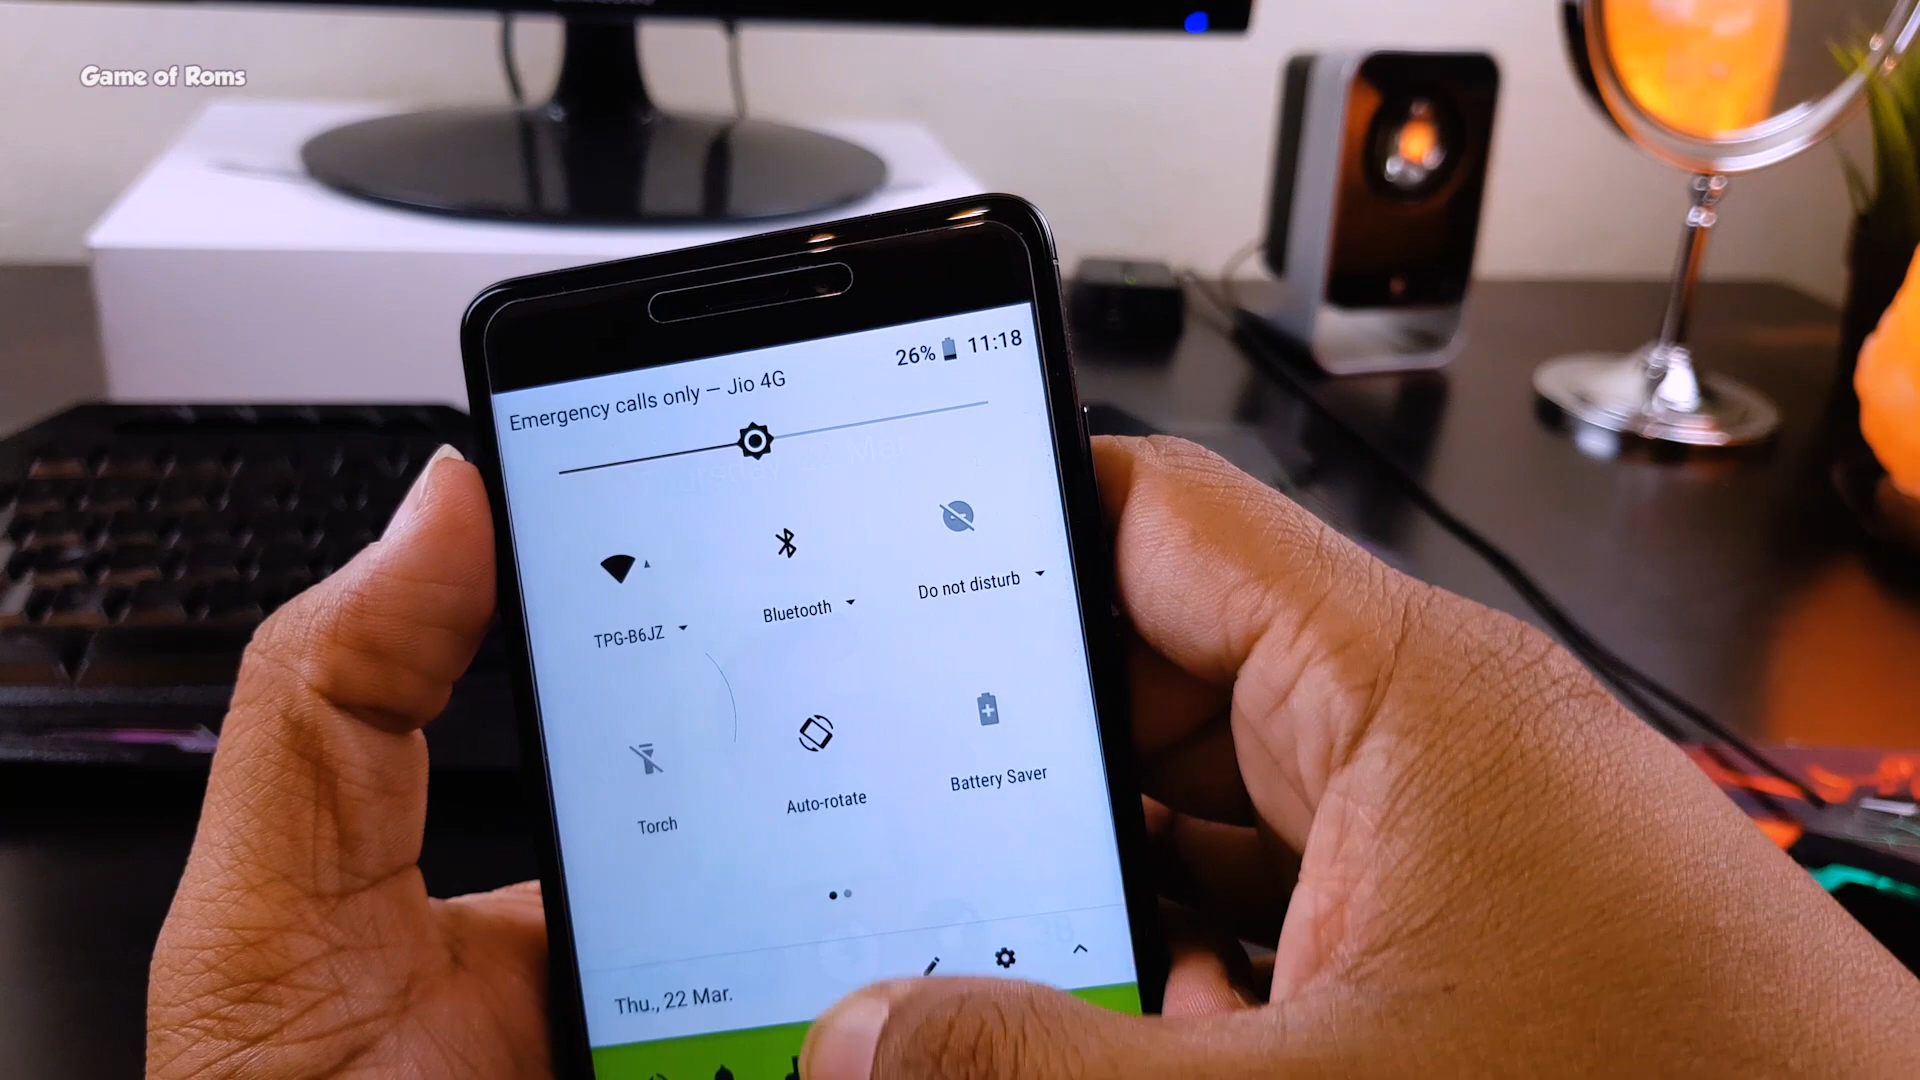 Game of Roms
26% 11:18
Emergency calls only — Jio 4G
TPG-B6JZ
Bluetooth
Do not disturb
Torch
Auto-rotate
Battery Saver
Thu., 22 Mar.